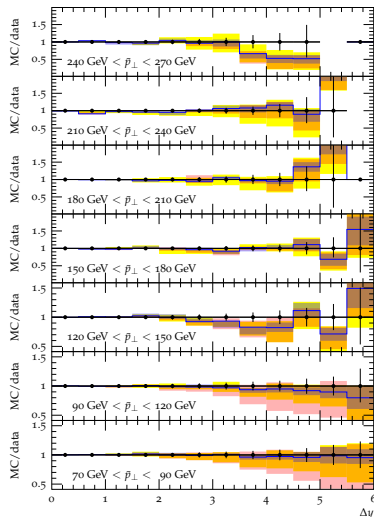 MC/data
1.5
1
0.5
240 GeV < p̄⊥ < 270 GeV
MC/data
1.5
1
0.5
210 GeV < p̄⊥ < 240 GeV
MC/data
1.5
1
0.5
180 GeV < p̄⊥ < 210 GeV
MC/data
1.5
1
0.5
150 GeV < p̄⊥ < 180 GeV
MC/data
1.5
1
0.5
120 GeV < p̄⊥ < 150 GeV
MC/data
1.5
1
0.5
90 GeV < p̄⊥ < 120 GeV
MC/data
1.5
1
0.5
70 GeV < p̄⊥ < 90 GeV
0 1 2 3 4 5 6
Δy